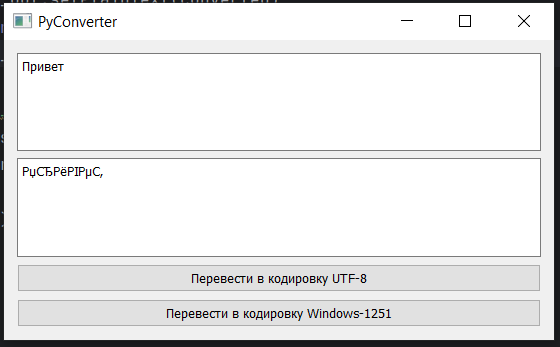 PyConverter
Привет
РџСЂРёРІРµС‚
Перевести в кодировку UTF-8
Перевести в кодировку Windows-1251